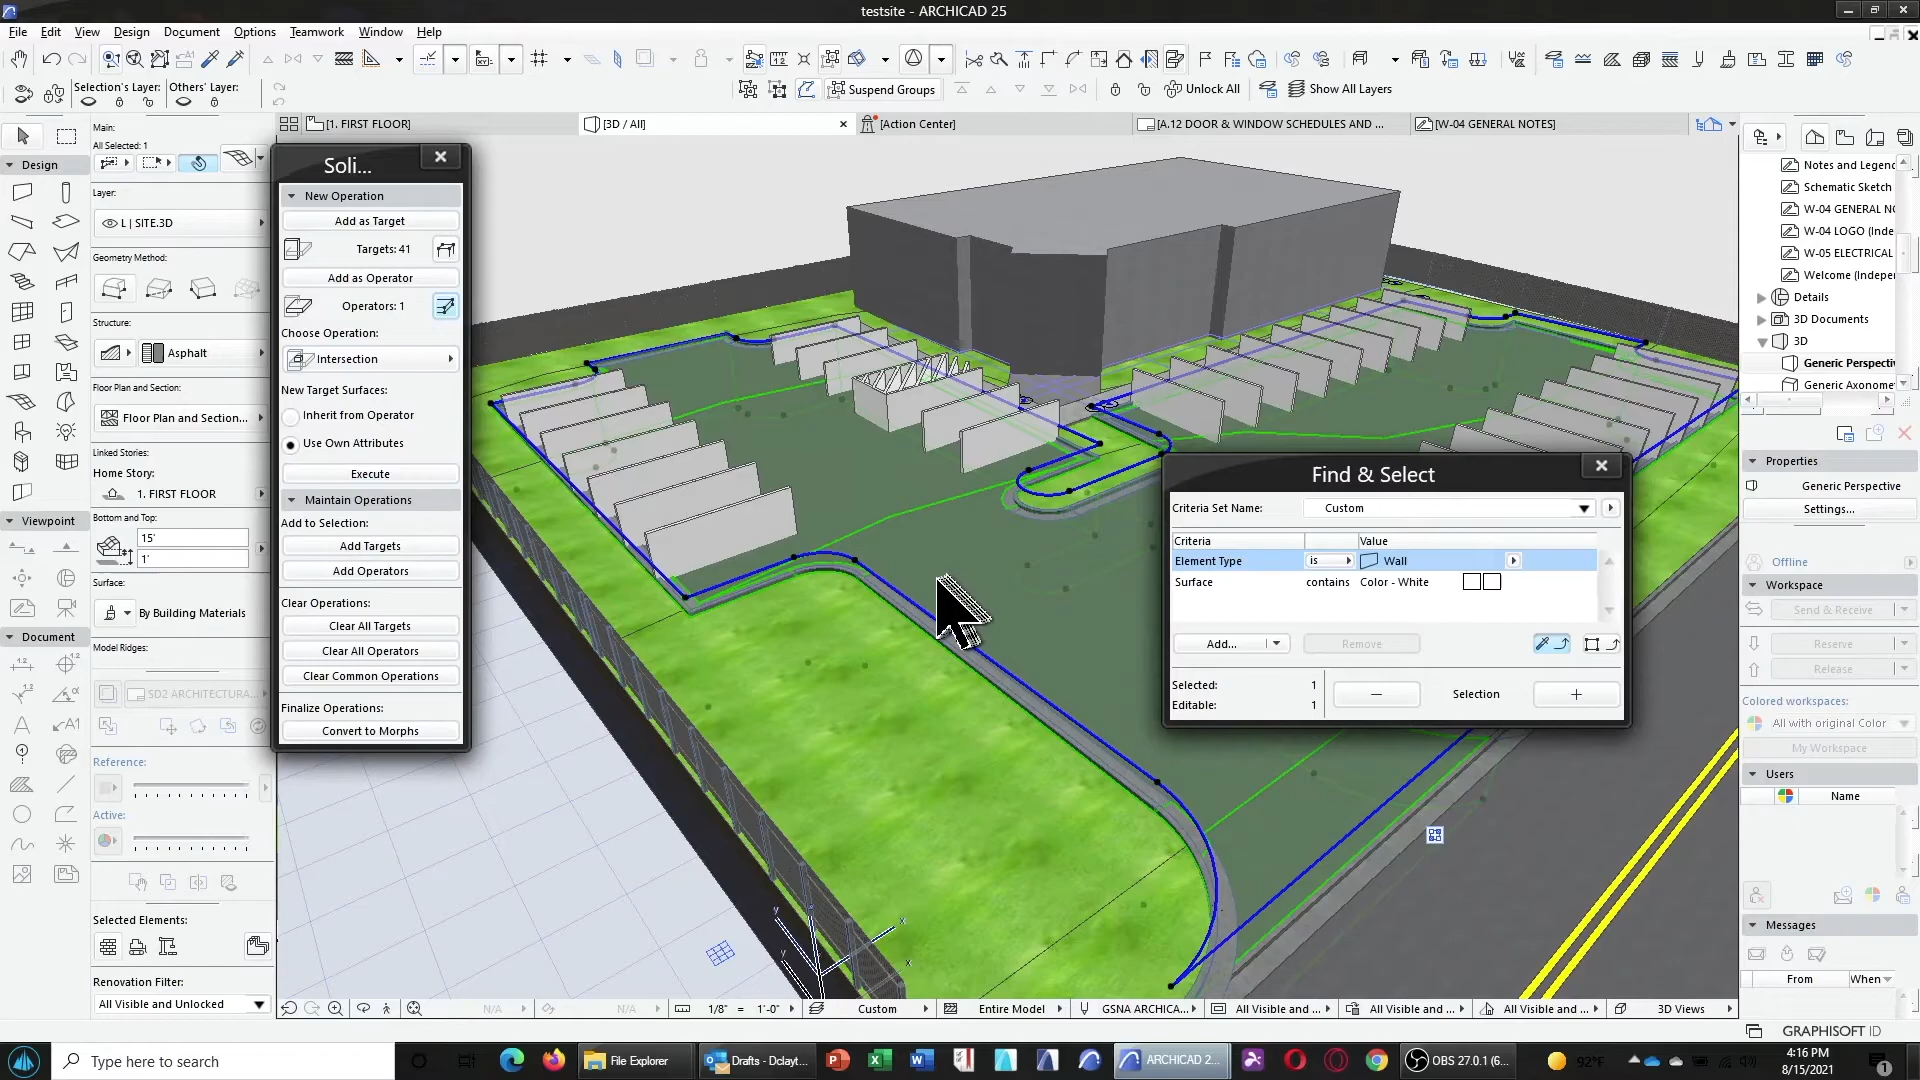 testsite - ARCHICAD 25
File Edit View Design Document Options Teamwork Window Help
Selection's Layer: Others' Layer:
Suspend Groups Unlock All Show All Layers
[1. FIRST FLOOR] [3D / All] [Action Center] [A.12 DOOR & WINDOW SCHEDULES AND ... [W-04 GENERAL NOTES]
Main:
All Selected: 1
Design
Layer:
L | SITE.3D
Geometry Method:
Structure:
Asphalt
Floor Plan and Section:
Floor Plan and Section...
Linked Stories:
Home Story:
1. FIRST FLOOR
Viewpoint
Bottom and Top:
15'
1'
Surface:
By Building Materials
Document
Model Ridges:
SD2 ARCHITECTURA...
Reference:
Active:
Selected Elements:
Renovation Filter:
All Visible and Unlocked
Soli...
New Operation
Add as Target
Targets: 41
Add as Operator
Operators: 1
Choose Operation:
Intersection
New Target Surfaces:
Inherit from Operator
Use Own Attributes
Execute
Maintain Operations
Add to Selection:
Add Targets
Add Operators
Clear Operations:
Clear All Targets
Clear All Operators
Clear Common Operations
Finalize Operations:
Convert to Morphs
Find & Select
Criteria Set Name: Custom
Criteria Value
Element Type is Wall
Surface contains Color - White
Add... Remove
Selected: 1
Editable: 1
Selection
Notes and Legend
Schematic Sketch
W-04 GENERAL NO
W-04 LOGO (Inde
W-05 ELECTRICAL
Welcome (Indepe
Details
3D Documents
3D
Generic Perspecti
Generic Axonome
Properties
Generic Perspective
Settings...
Offline
Workspace
Send & Receive
Reserve
Release
Colored workspaces:
All with original Color
My Workspace
Users
Name
Messages
From When
N/A N/A 1/8" = 1'-0" Custom Entire Model GSNA ARCHICA... All Visible and ... All Visible and ... All Visible and ... 3D Views
GRAPHISOFT ID
Type here to search File Explorer Drafts - Dclayt... ARCHICAD 2... OBS 27.0.1 (6... 92°F
4:16 PM
8/15/2021